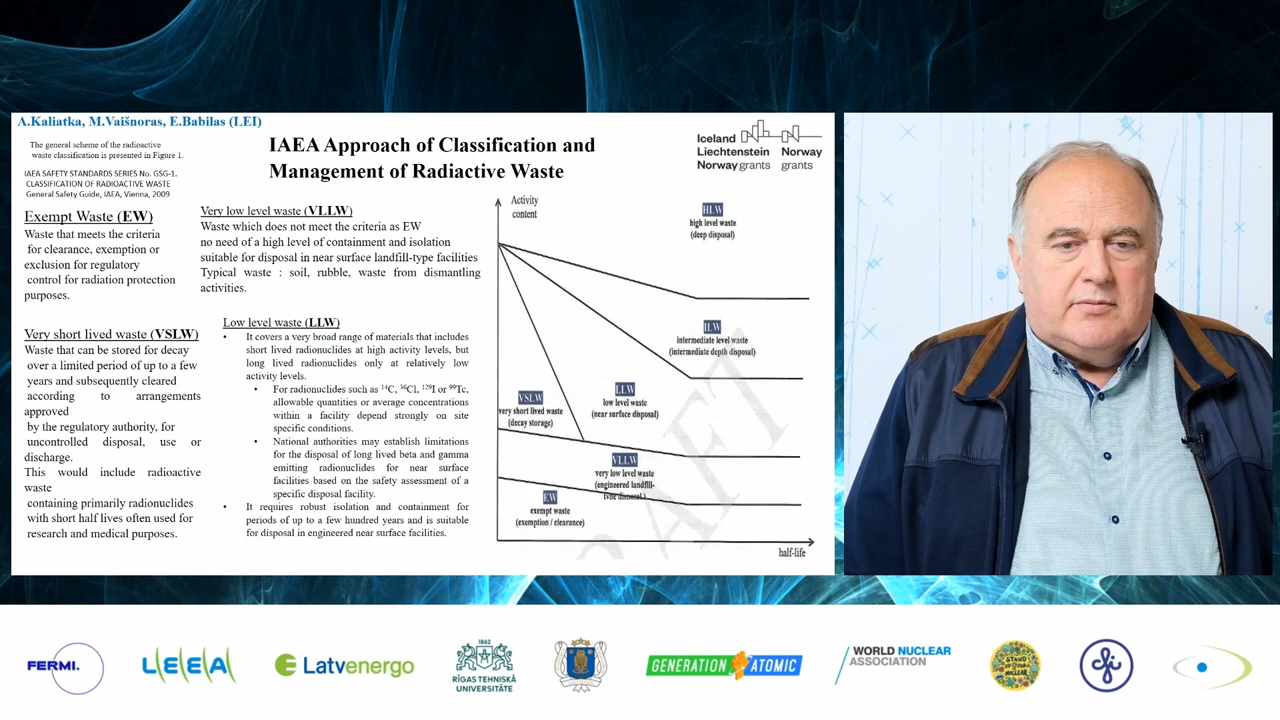 A.Kaliatka, M.Vaišnoras, E.Babilas (LEI)
The general scheme of the radioactive
waste classification is presented in Figure 1.
IAEA SAFETY STANDARDS SERIES No. GSG-1.
CLASSIFICATION OF RADIOACTIVE WASTE
General Safety Guide, IAEA, Vienna, 2009
IAEA Approach of Classification and
Management of Radiactive Waste
Iceland
Liechtenstein
Norway grants
Norway
grants
Exempt Waste (EW)
Waste that meets the criteria
for clearance, exemption or
exclusion for regulatory
control for radiation protection
purposes.
Very short lived waste (VSLW)
Waste that can be stored for decay
over a limited period of up to a few
years and subsequently cleared
according to arrangements
approved
by the regulatory authority, for
uncontrolled disposal, use or
discharge.
This would include radioactive
waste
containing primarily radionuclides
with short half lives often used for
research and medical purposes.
Very low level waste (VLLW)
Waste which does not meet the criteria as EW
no need of a high level of containment and isolation
suitable for disposal in near surface landfill-type facilities
Typical waste : soil, rubble, waste from dismantling
activities.
Low level waste (LLW)
• It covers a very broad range of materials that includes
short lived radionuclides at high activity levels, but
long lived radionuclides only at relatively low
activity levels.
• For radionuclides such as ¹⁴C, ³⁶Cl, ¹²⁹I or ⁹⁹Tc,
allowable quantities or average concentrations
within a facility depend strongly on site
specific conditions.
• National authorities may establish limitations
for the disposal of long lived beta and gamma
emitting radionuclides for near surface
facilities based on the safety assessment of a
specific disposal facility.
• It requires robust isolation and containment for
periods of up to a few hundred years and is suitable
for disposal in engineered near surface facilities.
Activity
content
HLW
high level waste
(deep disposal)
ILW
intermediate level waste
(intermediate depth disposal)
VSLW
very short lived waste
(decay storage)
LLW
low level waste
(near surface disposal)
VLLW
very low level waste
(engineered landfill-
type disposal)
EW
exempt waste
(exemption / clearance)
half-life
DRAFT
FERMI.
LEEA
Latvenergo
1862
RĪGAS TEHNISKĀ
UNIVERSITĀTE
GENERATION ATOMIC
WORLD NUCLEAR
ASSOCIATION
STAND
UP FOR
NUCLEAR